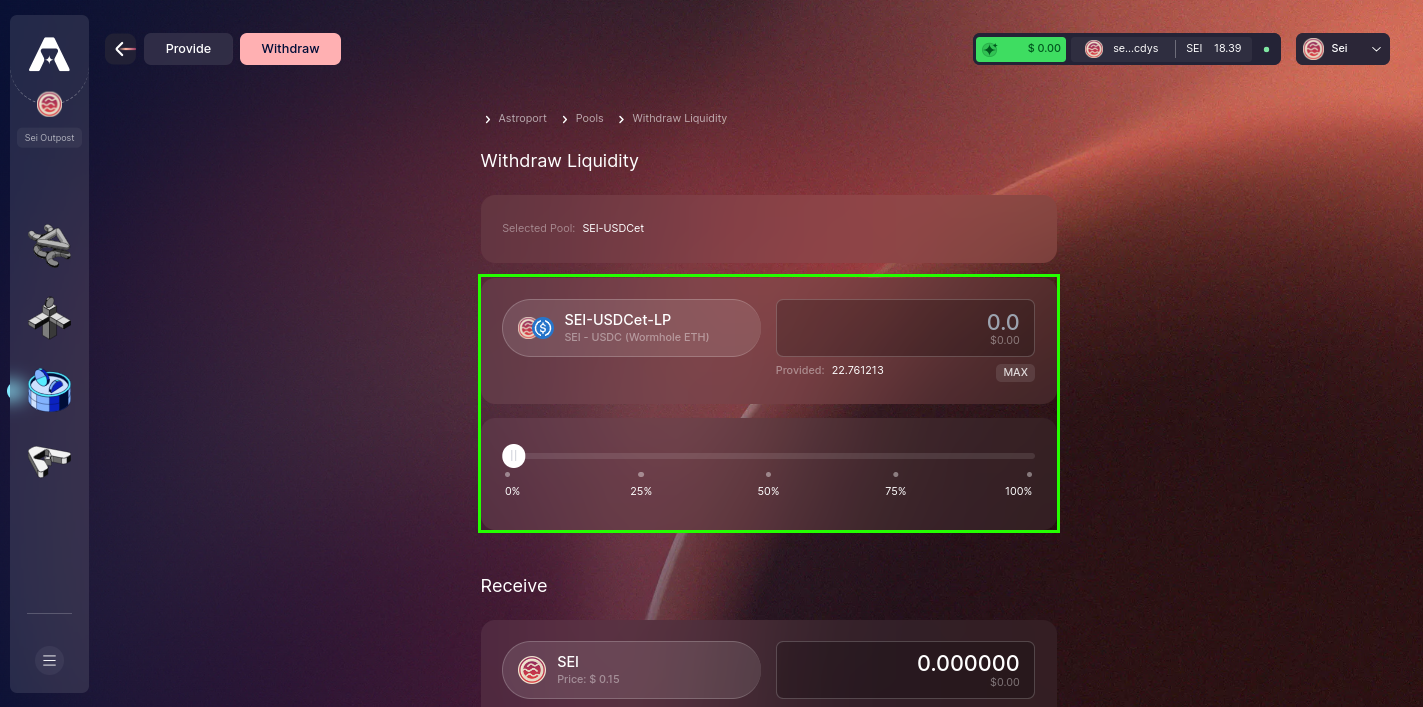 Provide
Withdraw
$ 0.00
se...cdys
SEI 18.39
Sei
Sei Outpost
Astroport
Pools
Withdraw Liquidity
Withdraw Liquidity
Selected Pool: SEI-USDCet
SEI-USDCet-LP
SEI - USDC (Wormhole ETH)
0.0
$0.00
Provided: 22.761213
MAX
0%
25%
50%
75%
100%
Receive
SEI
Price: $ 0.15
0.000000
$0.00